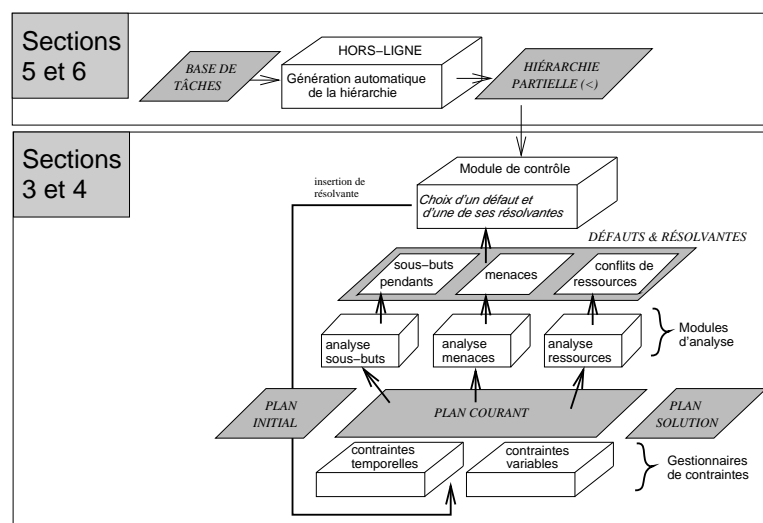 Sections
5 et 6
HORS−LIGNE
BASE DE
TÂCHES
Génération automatique
de la hiérarchie
HIÉRARCHIE
PARTIELLE (<)
Sections
3 et 4
insertion de
résolvante
Module de contrôle
Choix d'un défaut et
d'une de ses résolvantes
DÉFAUTS & RÉSOLVANTES
sous−buts
pendants
menaces
conflits de
ressources
analyse
sous−buts
analyse
menaces
analyse
ressources
Modules
d'analyse
PLAN
INITIAL
PLAN COURANT
PLAN
SOLUTION
contraintes
temporelles
contraintes
variables
Gestionnaires
de contraintes